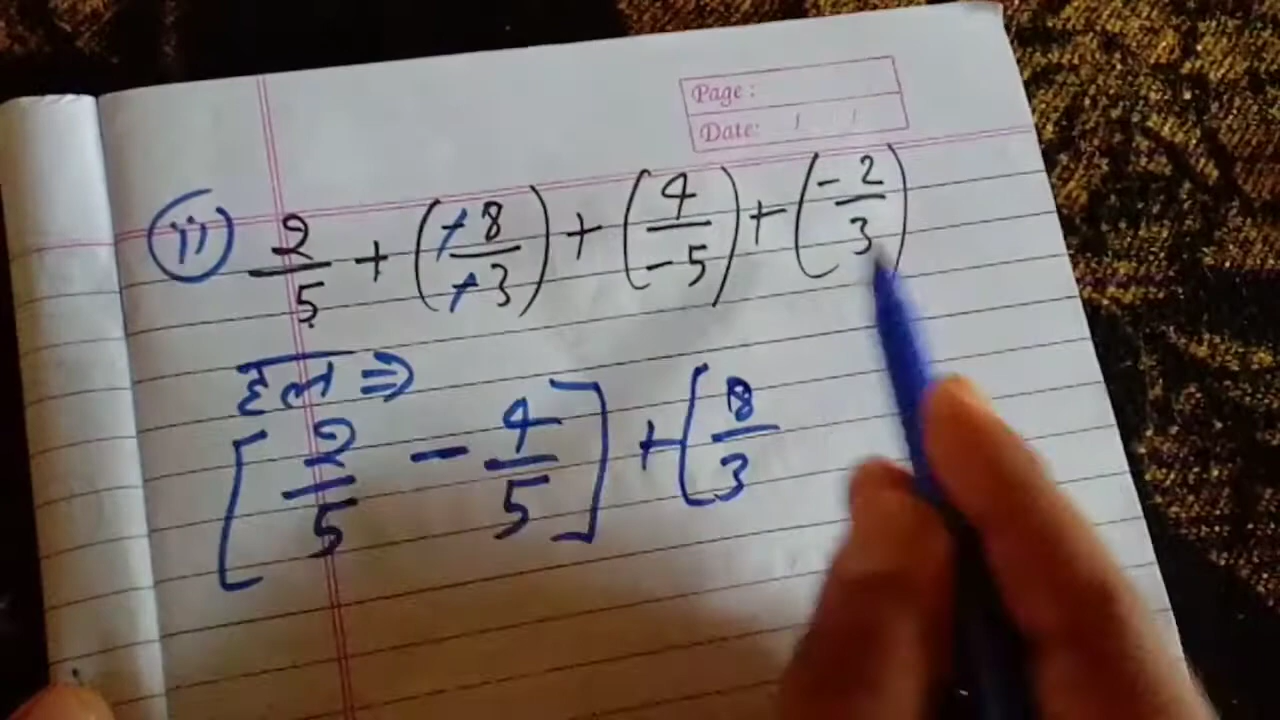 Page :
Date: / /
ii) 2/5 + (-8/-3) + (4/-5) + (-2/3)
हल ⇒
[2/5 - 4/5] + [8/3